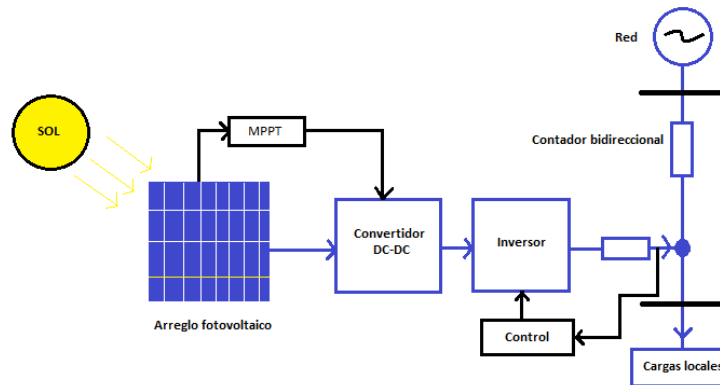 Red
SOL
MPPT
Contador bidireccional
Convertidor
DC-DC
Inversor
Arreglo fotovoltaico
Control
Cargas locales